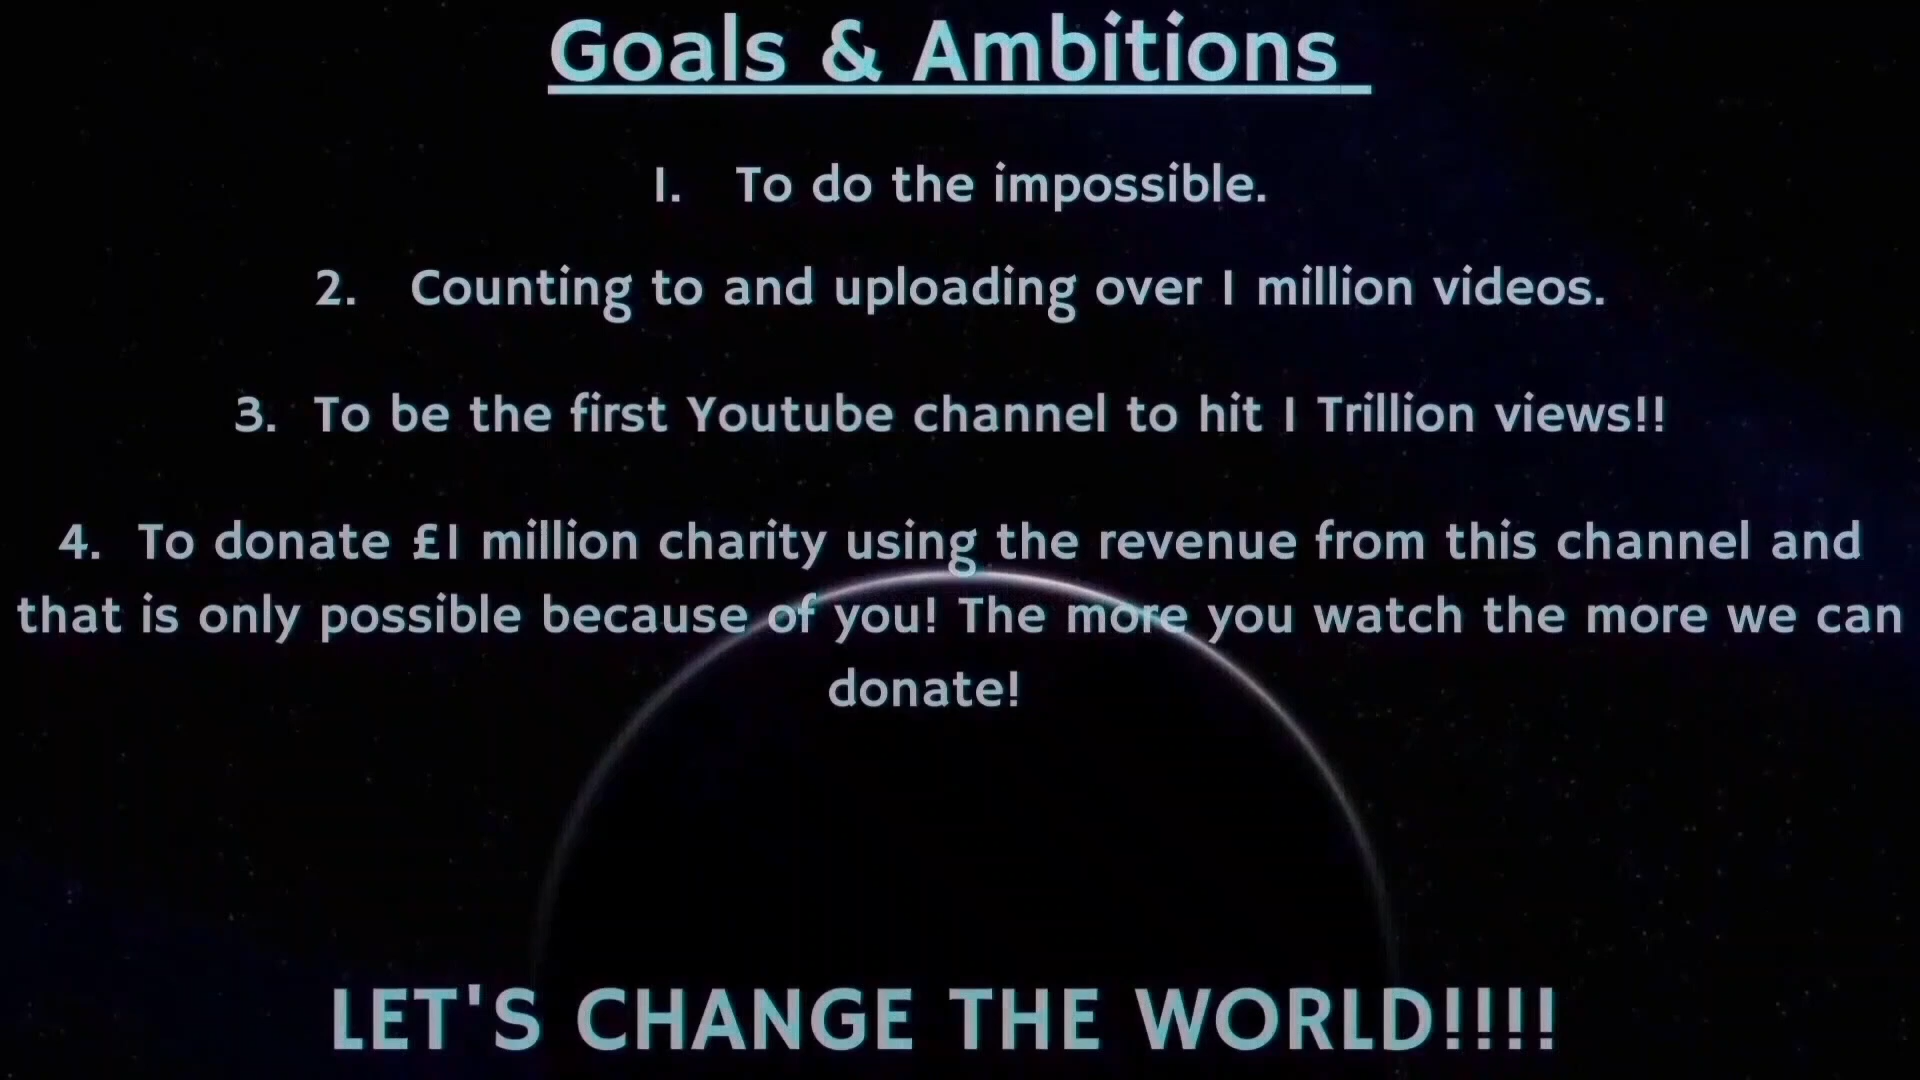 Goals & Ambitions
1. To do the impossible.
2. Counting to and uploading over 1 million videos.
3. To be the first Youtube channel to hit 1 Trillion views!!
4. To donate £1 million charity using the revenue from this channel and
that is only possible because of you! The more you watch the more we can
donate!
LET'S CHANGE THE WORLD!!!!